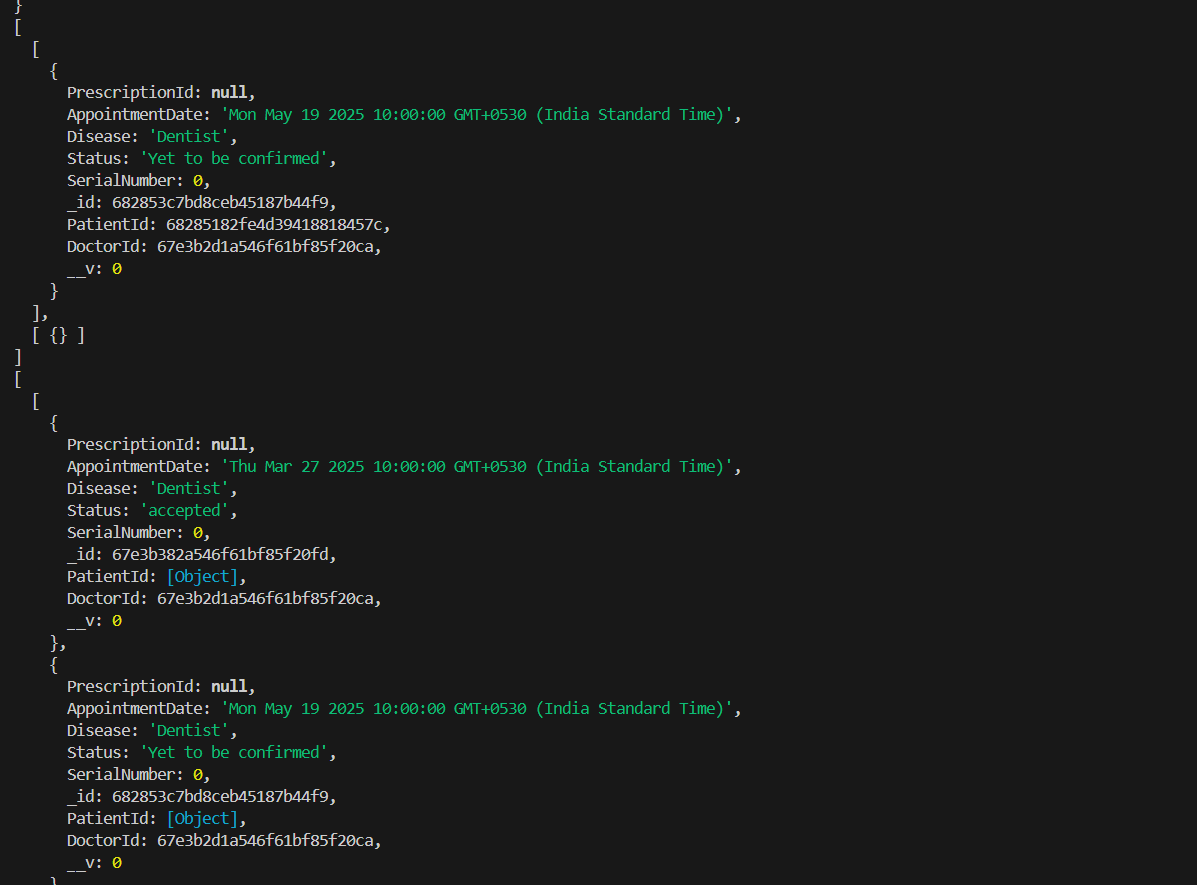 }
[
  [
    {
      PrescriptionId: null,
      AppointmentDate: 'Mon May 19 2025 10:00:00 GMT+0530 (India Standard Time)',
      Disease: 'Dentist',
      Status: 'Yet to be confirmed',
      SerialNumber: 0,
      _id: 682853c7bd8ceb45187b44f9,
      PatientId: 68285182fe4d39418818457c,
      DoctorId: 67e3b2d1a546f61bf85f20ca,
      __v: 0
    }
  ],
  [ {} ]
]
[
  [
    {
      PrescriptionId: null,
      AppointmentDate: 'Thu Mar 27 2025 10:00:00 GMT+0530 (India Standard Time)',
      Disease: 'Dentist',
      Status: 'accepted',
      SerialNumber: 0,
      _id: 67e3b382a546f61bf85f20fd,
      PatientId: [Object],
      DoctorId: 67e3b2d1a546f61bf85f20ca,
      __v: 0
    },
    {
      PrescriptionId: null,
      AppointmentDate: 'Mon May 19 2025 10:00:00 GMT+0530 (India Standard Time)',
      Disease: 'Dentist',
      Status: 'Yet to be confirmed',
      SerialNumber: 0,
      _id: 682853c7bd8ceb45187b44f9,
      PatientId: [Object],
      DoctorId: 67e3b2d1a546f61bf85f20ca,
      __v: 0
    }